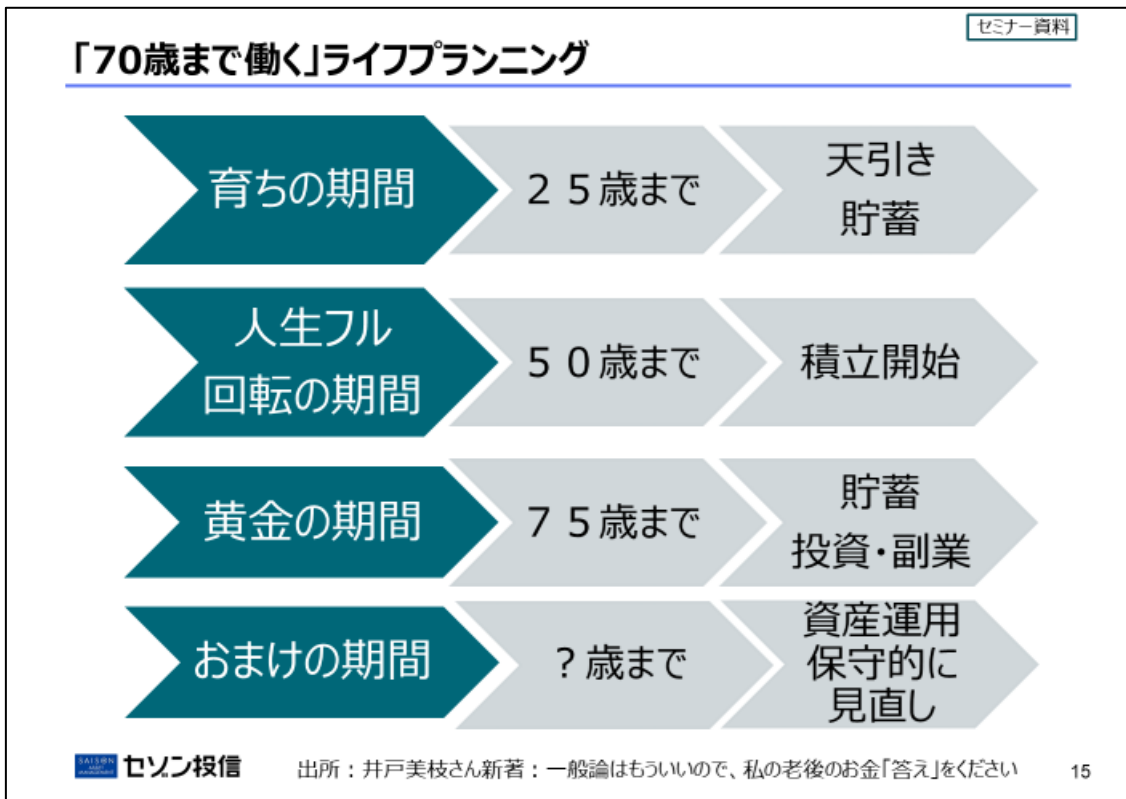 セミナー資料
「70歳まで働く」ライフプランニング
育ちの期間
２５歳まで
天引き
貯蓄
人生フル
回転の期間
５０歳まで
積立開始
黄金の期間
７５歳まで
貯蓄
投資・副業
おまけの期間
？歳まで
資産運用
保守的に
見直し
SAISON
ASSET
MANAGEMENT
セゾン投信
出所：井戸美枝さん新著：一般論はもういいので、私の老後のお金「答え」をください
15